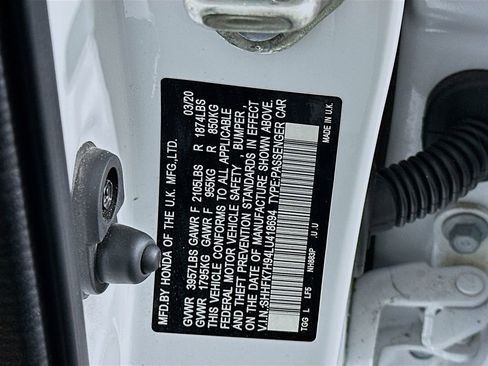 MFD.BY HONDA OF THE U.K. MFG.,LTD. 03/20
GVWR 3957LBS GAWR F 2105LBS R 1874LBS
GVWR 1795KG GAWR F 955KG R 850KG
THIS VEHICLE CONFORMS TO ALL APPLICABLE
FEDERAL MOTOR VEHICLE SAFETY, BUMPER,
AND THEFT PREVENTION STANDARDS IN EFFECT
ON THE DATE OF MANUFACTURE SHOWN ABOVE.
V.I.N:SHHFK7H94LU418694 TYPE:PASSENGER CAR
TGG L LF5 NH883P J/U MADE IN U.K.